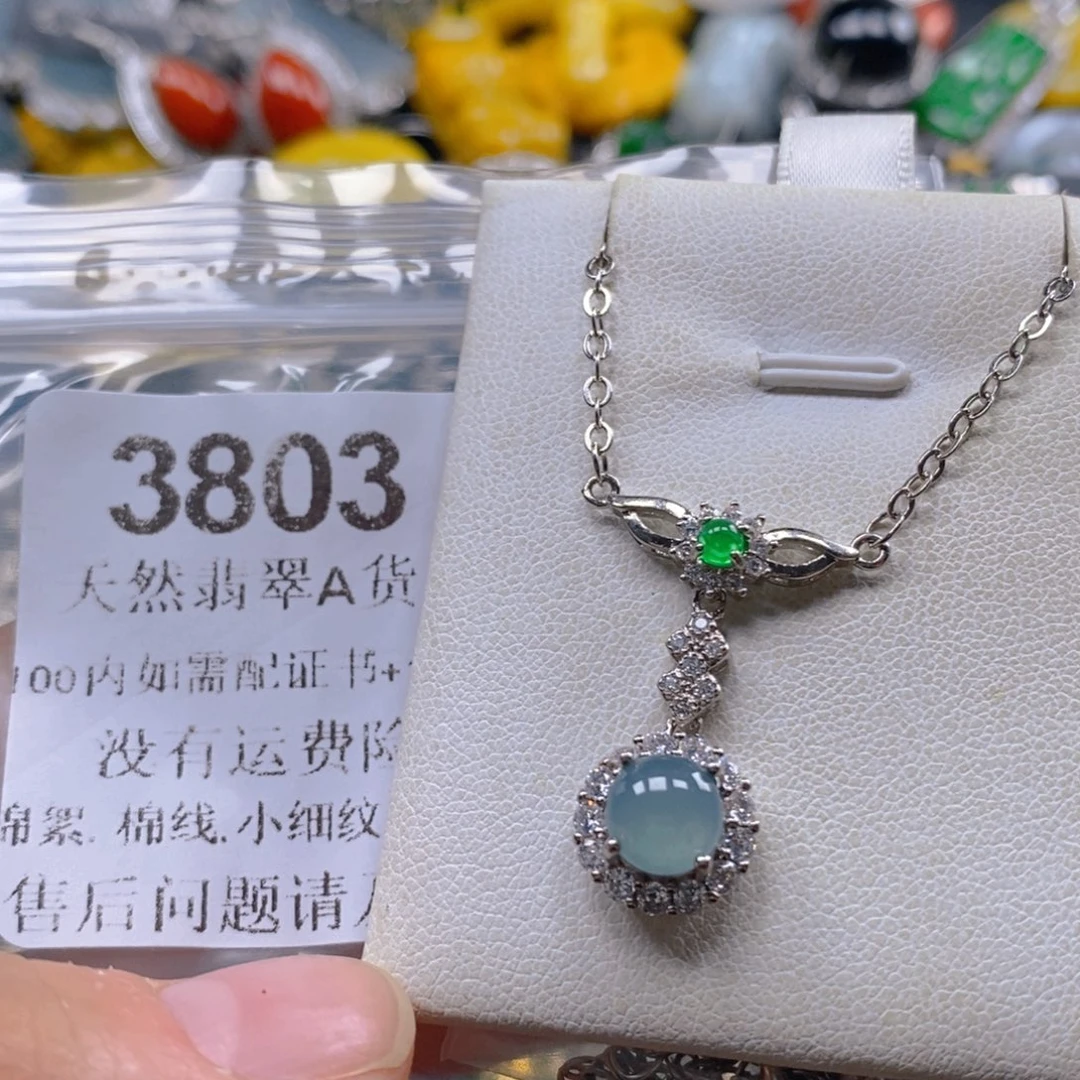 3803
天然翡翠A货
100内如需配证书+
没有运费险
棉絮. 棉线.小细纹
售后问题请